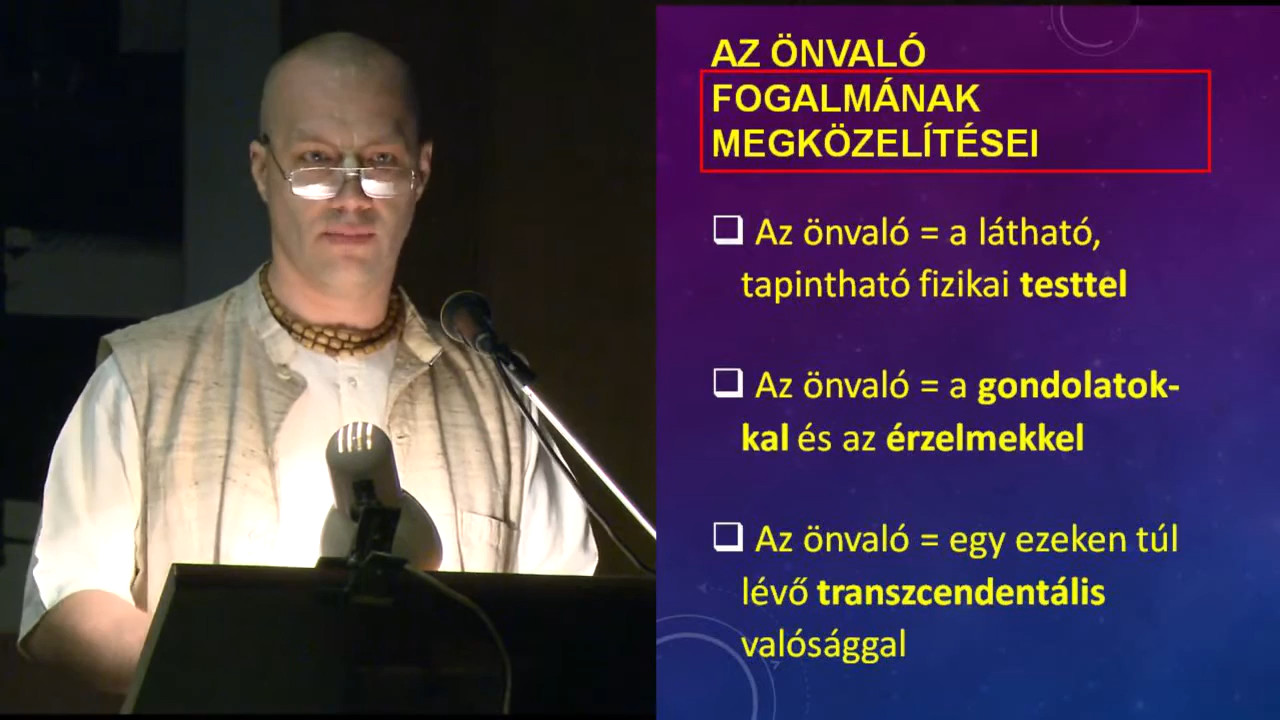 AZ ÖNVALÓ
FOGALMÁNAK
MEGKÖZELÍTÉSEI
Az önvaló = a látható,
tapintható fizikai testtel
Az önvaló = a gondolatok-
kal és az érzelmekkel
Az önvaló = egy ezeken túl
lévő transzcendentális
valósággal